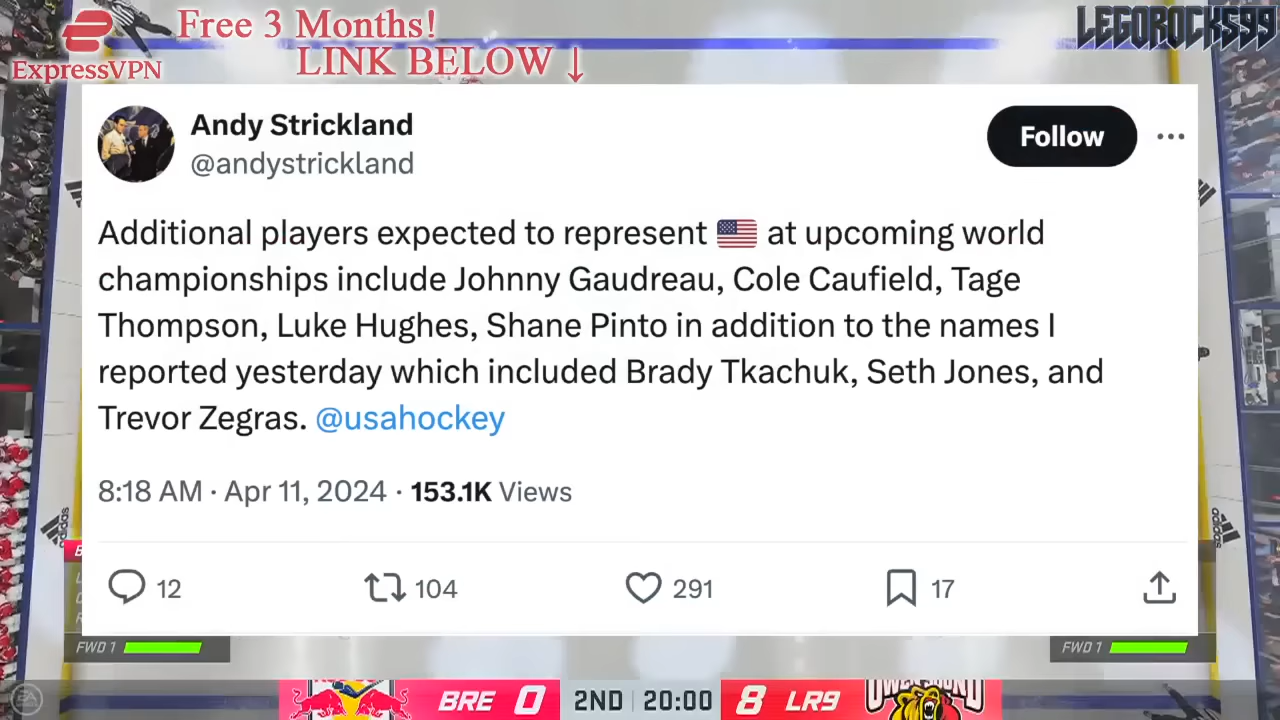 Free 3 Months!
LINK BELOW ↓
ExpressVPN
LEGOROCKS99
Andy Strickland
@andystrickland
Follow
Additional players expected to represent 🇺🇸 at upcoming world
championships include Johnny Gaudreau, Cole Caufield, Tage
Thompson, Luke Hughes, Shane Pinto in addition to the names I
reported yesterday which included Brady Tkachuk, Seth Jones, and
Trevor Zegras. @usahockey
8:18 AM · Apr 11, 2024 · 153.1K Views
12 104 291 17
adidas
adidas
FWD 1
FWD 1
EA
BRE 0 2ND 20:00 8 LR9